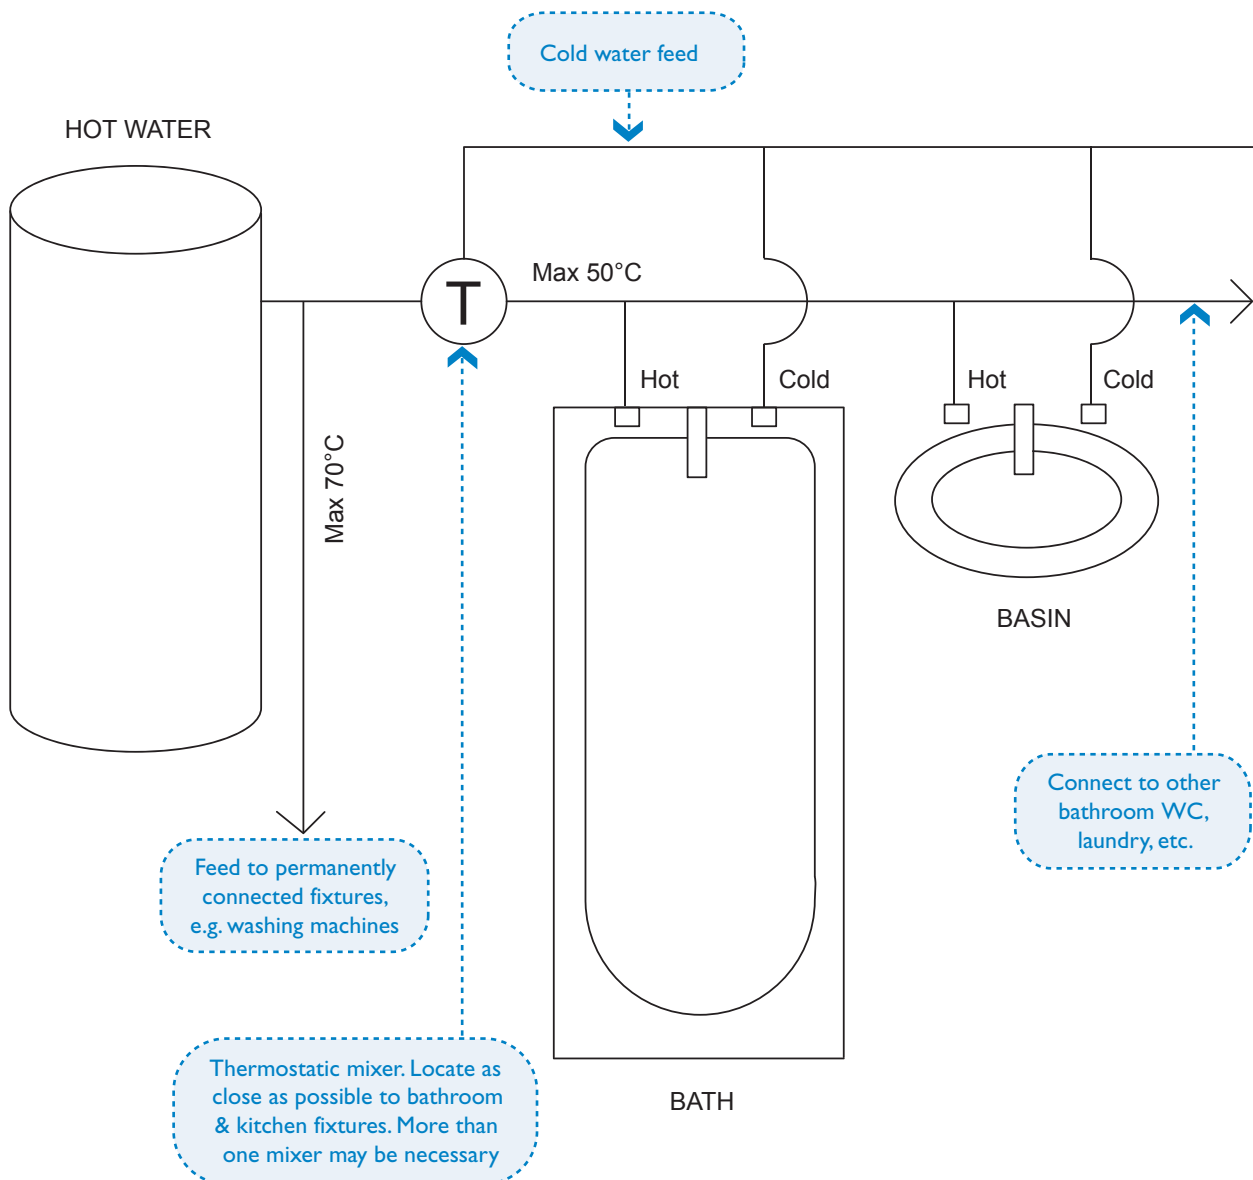 Cold water feed
HOT WATER
Max 50°C
T
Hot
Cold
Hot
Cold
Max 70°C
BASIN
Connect to other
bathroom WC,
laundry, etc.
Feed to permanently
connected fixtures,
e.g. washing machines
Thermostatic mixer. Locate as
close as possible to bathroom
& kitchen fixtures. More than
one mixer may be necessary
BATH